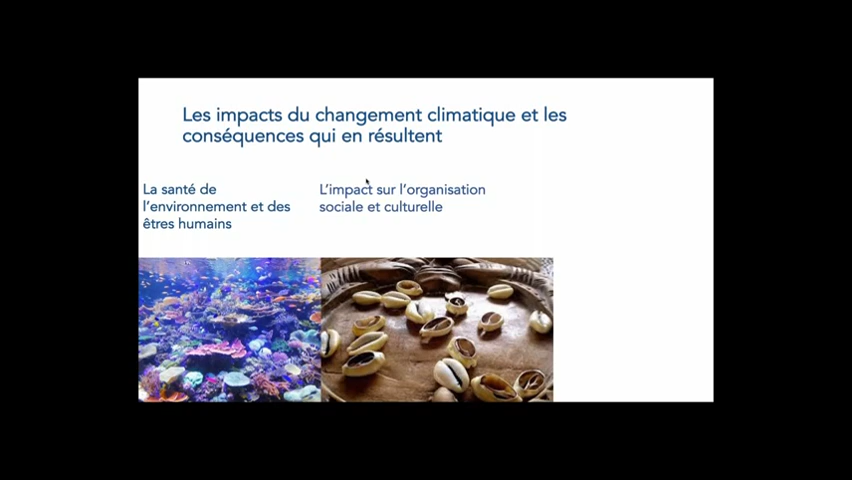 Les impacts du changement climatique et les
conséquences qui en résultent
La santé de
l’environnement et des
êtres humains
L’impact sur l’organisation
sociale et culturelle